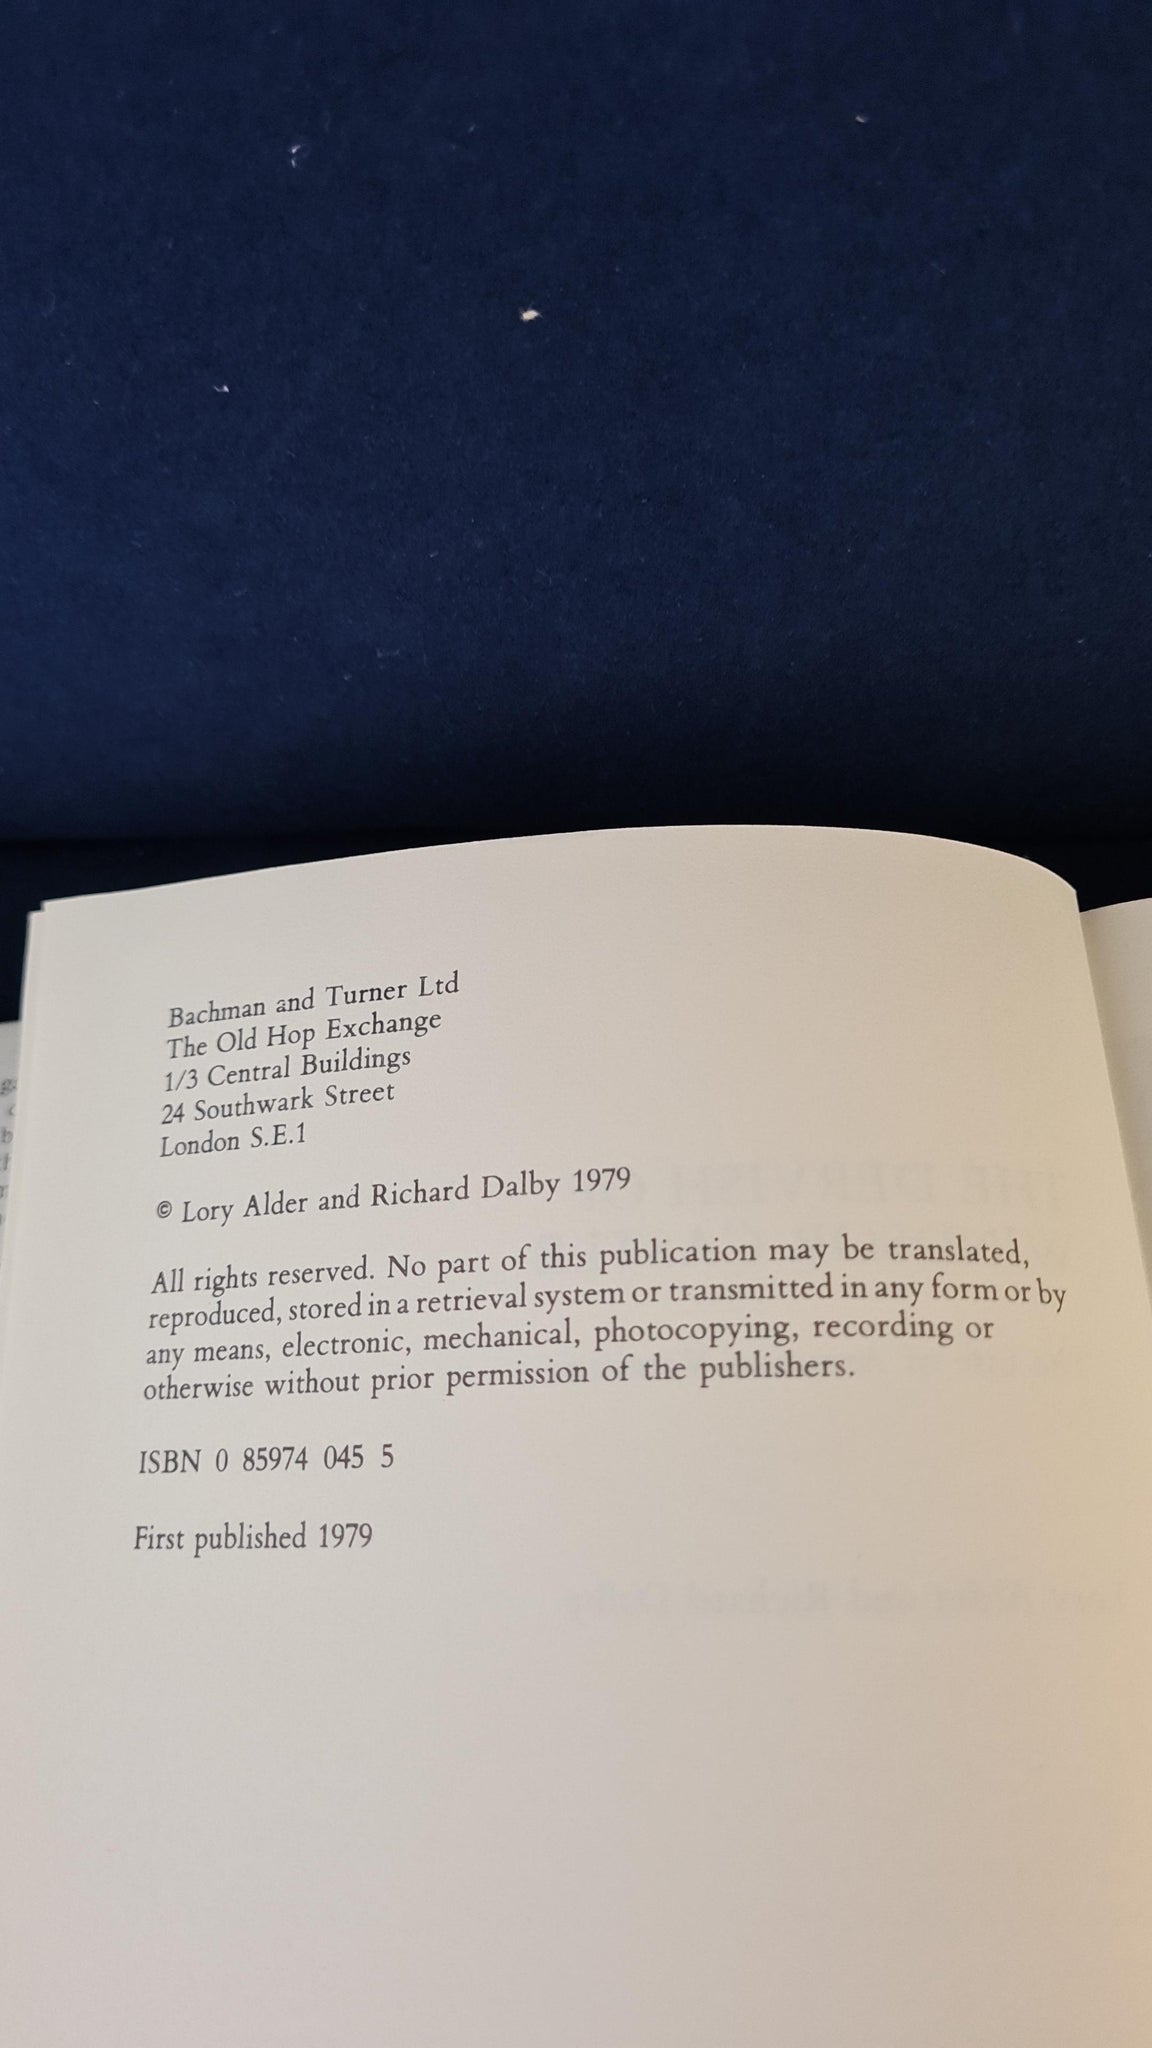 Bachman and Turner Ltd
The Old Hop Exchange
1/3 Central Buildings
24 Southwark Street
London S.E.1
© Lory Alder and Richard Dalby 1979
All rights reserved. No part of this publication may be translated,
reproduced, stored in a retrieval system or transmitted in any form or by
any means, electronic, mechanical, photocopying, recording or
otherwise without prior permission of the publishers.
ISBN 0 85974 045 5
First published 1979